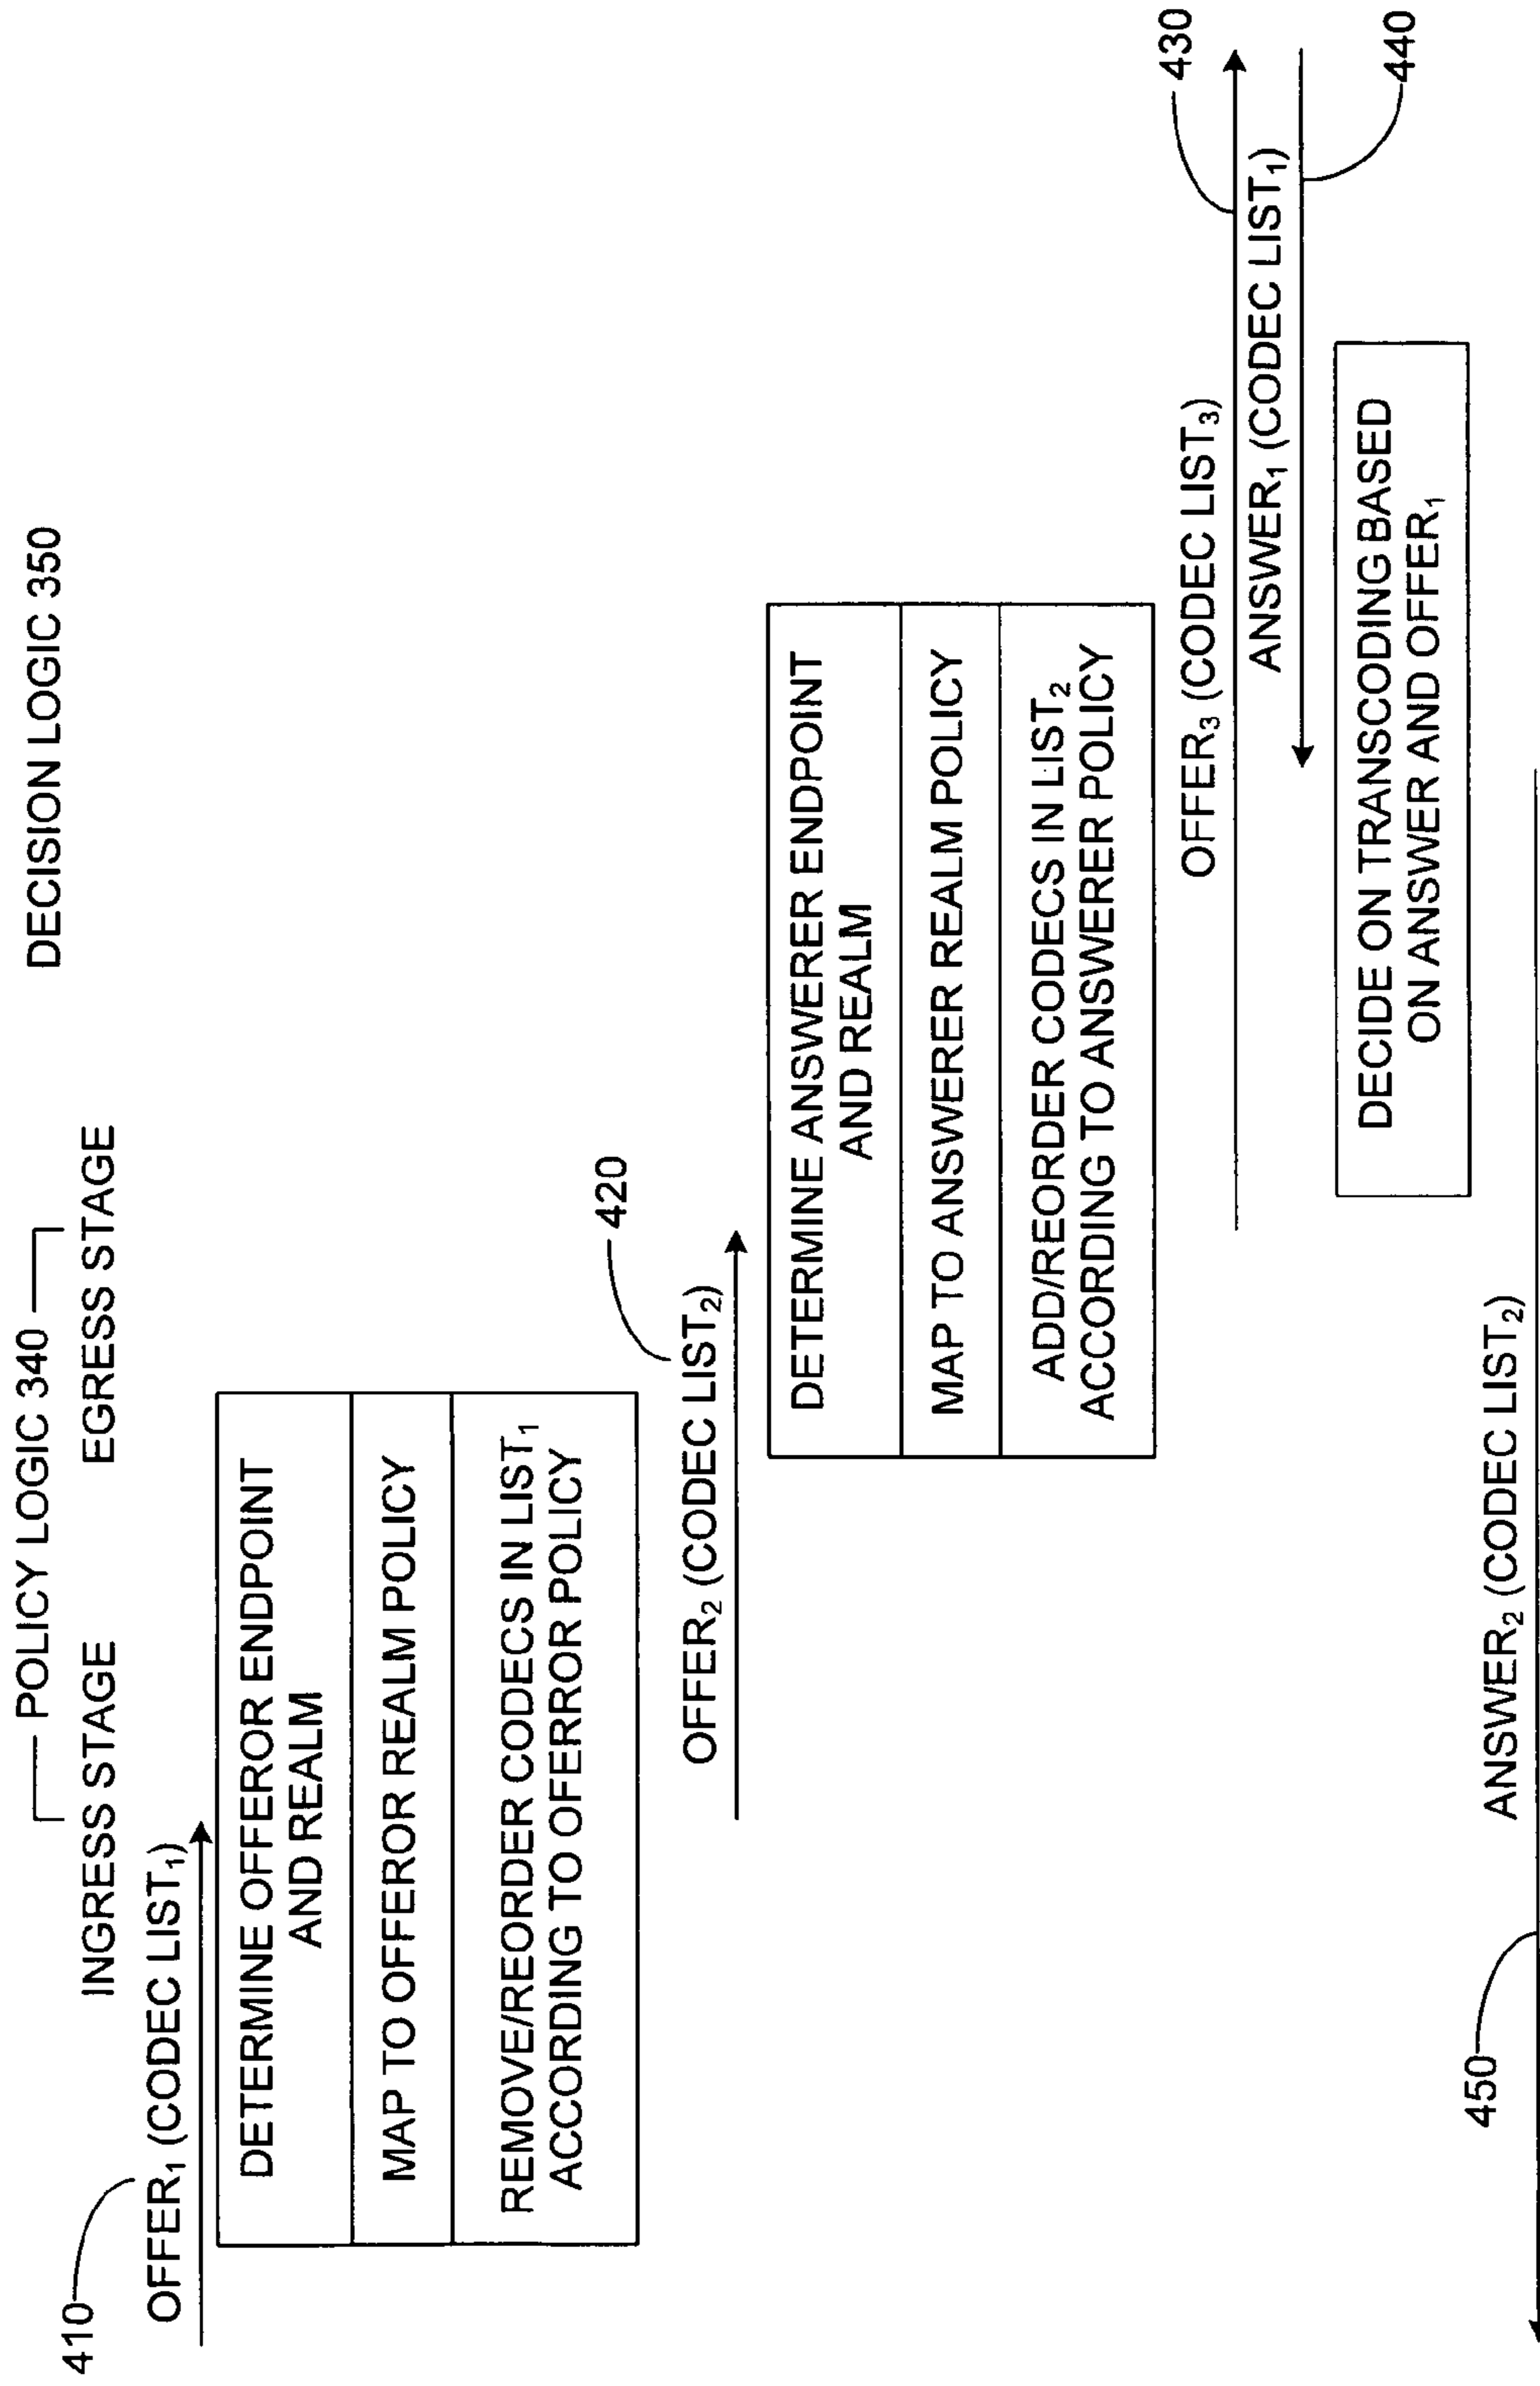 POLICY LOGIC 340
DECISION LOGIC 350
INGRESS STAGE
EGRESS STAGE
410
OFFER₁ (CODEC LIST₁)
DETERMINE OFFEROR ENDPOINT
AND REALM
MAP TO OFFEROR REALM POLICY
REMOVE/REORDER CODECS IN LIST₁
ACCORDING TO OFERROR POLICY
420
OFFER₂ (CODEC LIST₂)
DETERMINE ANSWERER ENDPOINT
AND REALM
MAP TO ANSWERER REALM POLICY
ADD/REORDER CODECS IN LIST₂
ACCORDING TO ANSWERER POLICY
430
OFFER₃ (CODEC LIST₃)
ANSWER₁ (CODEC LIST₁)
440
DECIDE ON TRANSCODING BASED
ON ANSWER AND OFFER₁
450
ANSWER₂ (CODEC LIST₂)